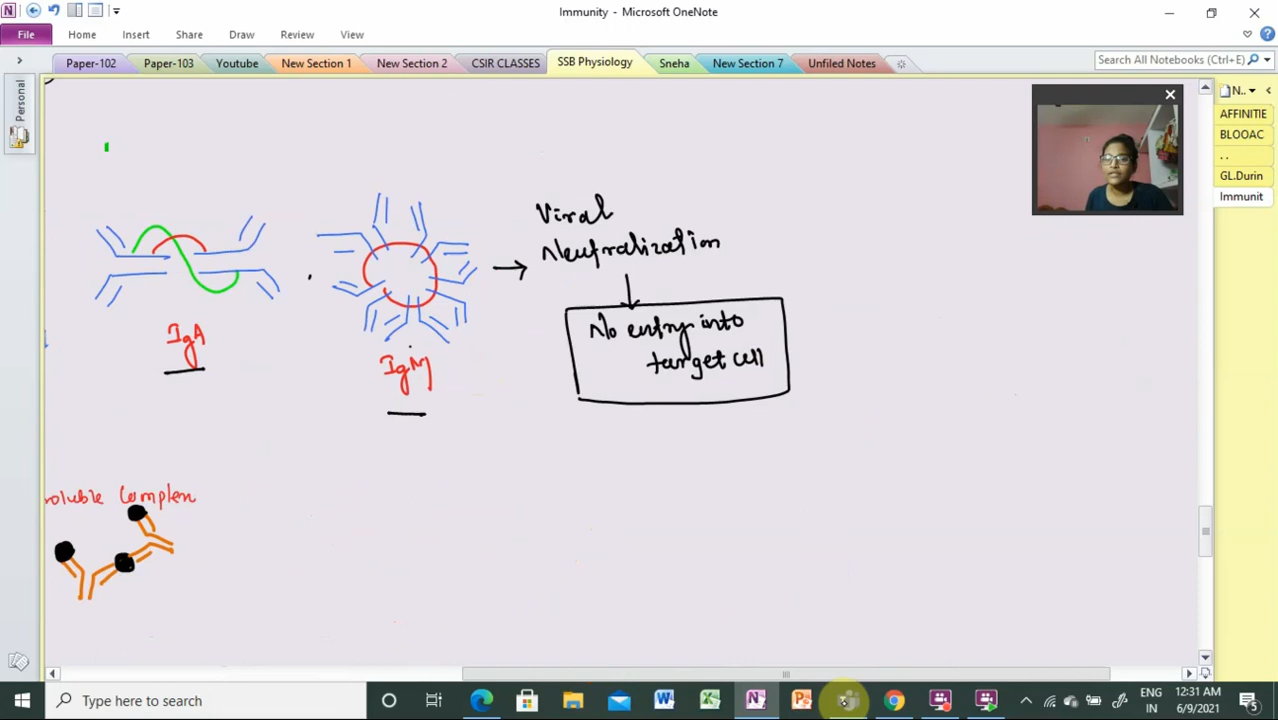 Immunity - Microsoft OneNote
File Home Insert Share Draw Review View
Paper-102 Paper-103 Youtube New Section 1 New Section 2 CSIR CLASSES SSB Physiology Sneha New Section 7 Unfiled Notes
Search All Notebooks (Ctrl+E)
Personal
N..
AFFINITIE
BLOOAC
. .
GL.Durin
Immunit
Viral
Neutralization
No entry into
target cell
IgA
IgM
oluble Complex
Type here to search
ENG
IN
12:31 AM
6/9/2021
5